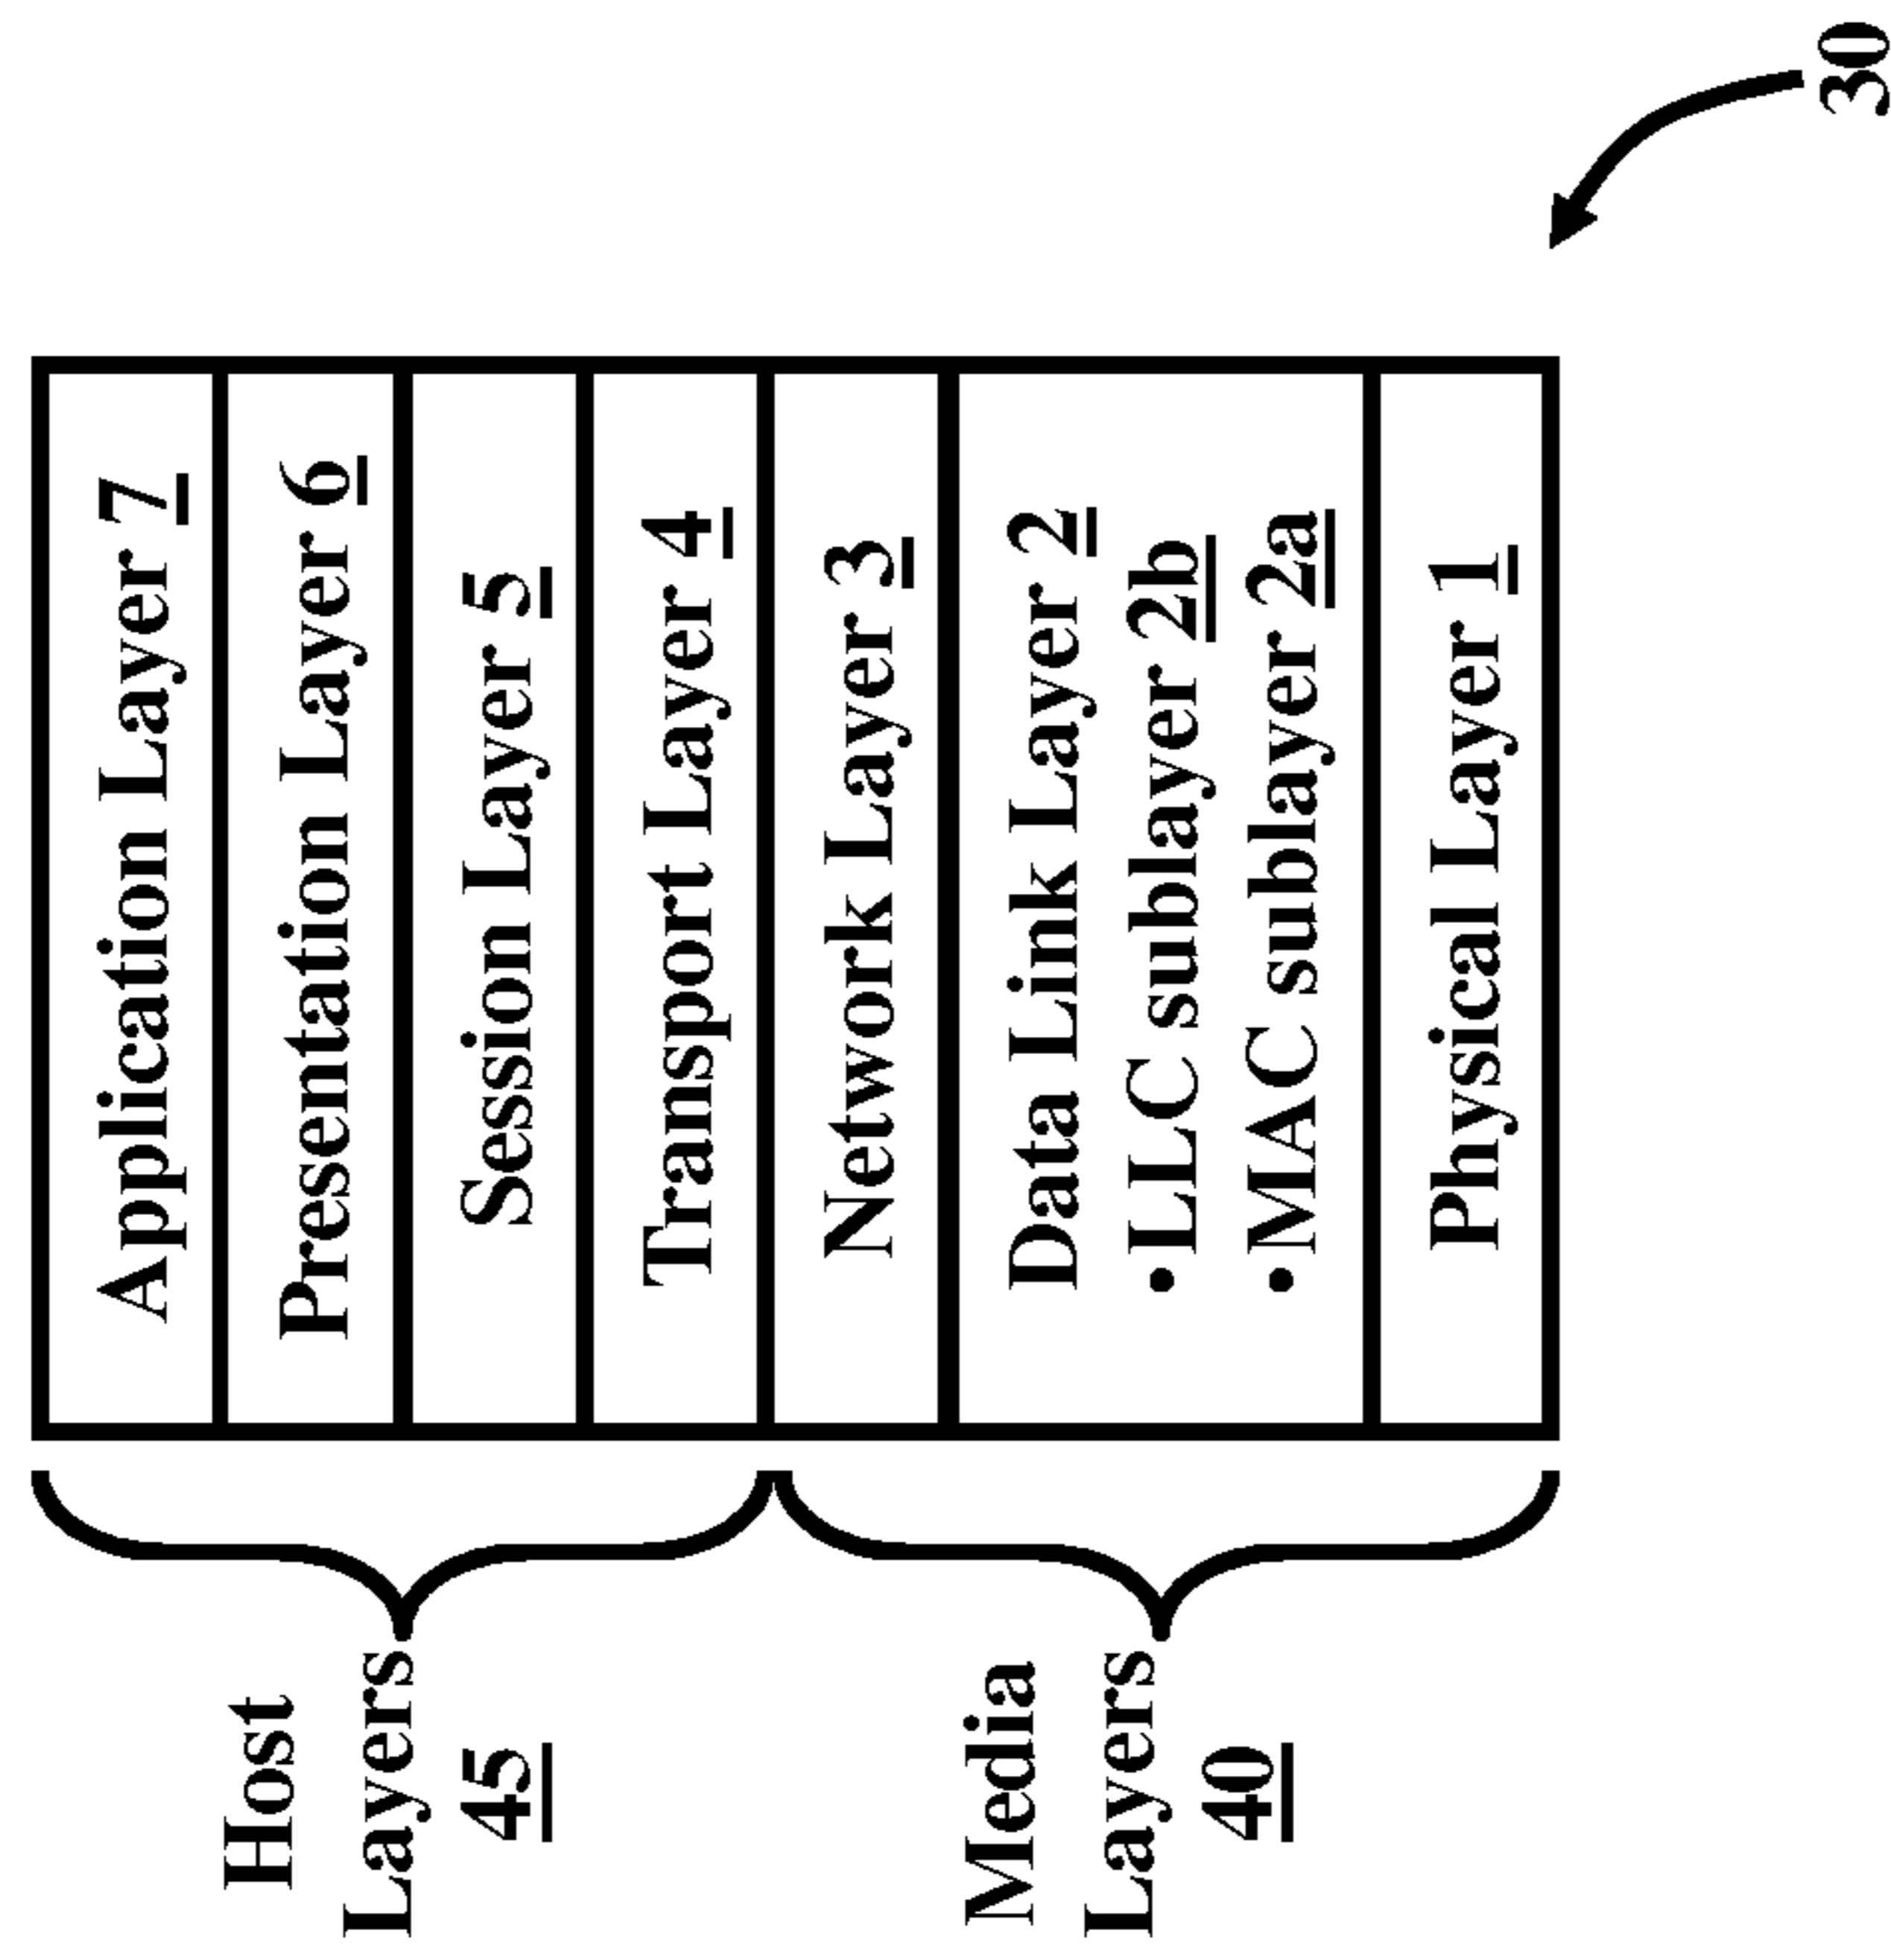 Host
Layers
45
Media
Layers
40
Application Layer 7
Presentation Layer 6
Session Layer 5
Transport Layer 4
Network Layer 3
Data Link Layer 2
•LLC sublayer 2b
•MAC sublayer 2a
Physical Layer 1
30